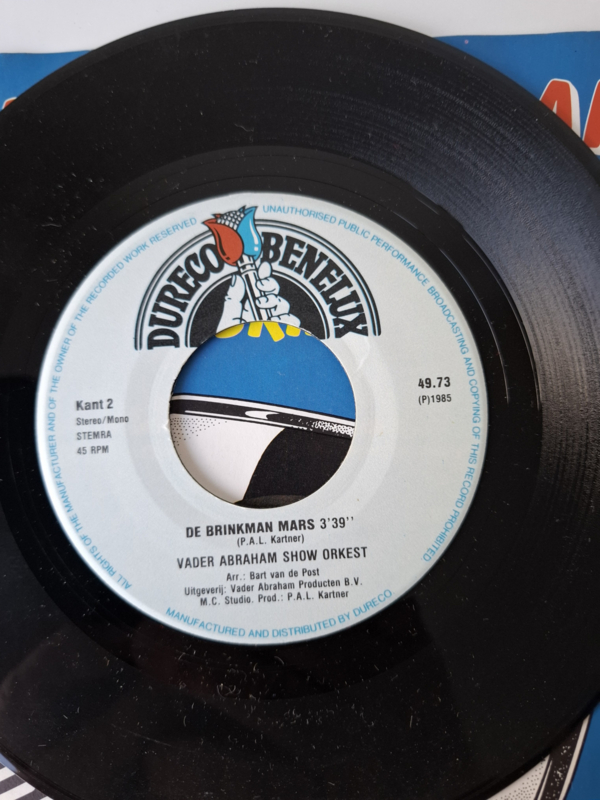 DURECO BENELUX
UNAUTHORISED PUBLIC PERFORMANCE BROADCASTING AND COPYING OF THIS RECORD PROHIBITED
ALL RIGHTS OF THE MANUFACTURER AND OF THE OWNER OF THE RECORDED WORK RESERVED
Kant 2
Stereo/Mono
STEMRA
45 RPM
49.73
(P)1985
DE BRINKMAN MARS 3'39''
(P.A.L. Kartner)
VADER ABRAHAM SHOW ORKEST
Arr.: Bart van de Post
Uitgeverij: Vader Abraham Producten B.V.
M.C. Studio. Prod.: P.A.L. Kartner
MANUFACTURED AND DISTRIBUTED BY DURECO.